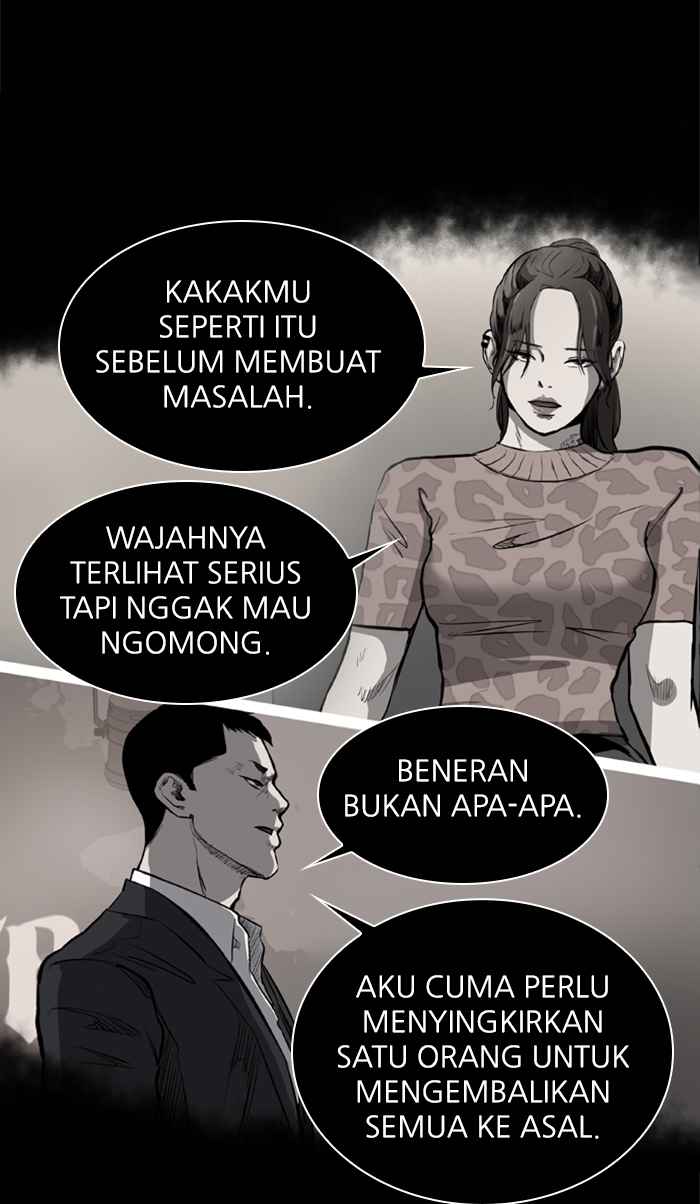 KAKAKMU
SEPERTI ITU
SEBELUM MEMBUAT
MASALAH.
WAJAHNYA
TERLIHAT SERIUS
TAPI NGGAK MAU
NGOMONG.
BENERAN
BUKAN APA-APA.
AKU CUMA PERLU
MENYINGKIRKAN
SATU ORANG UNTUK
MENGEMBALIKAN
SEMUA KE ASAL.